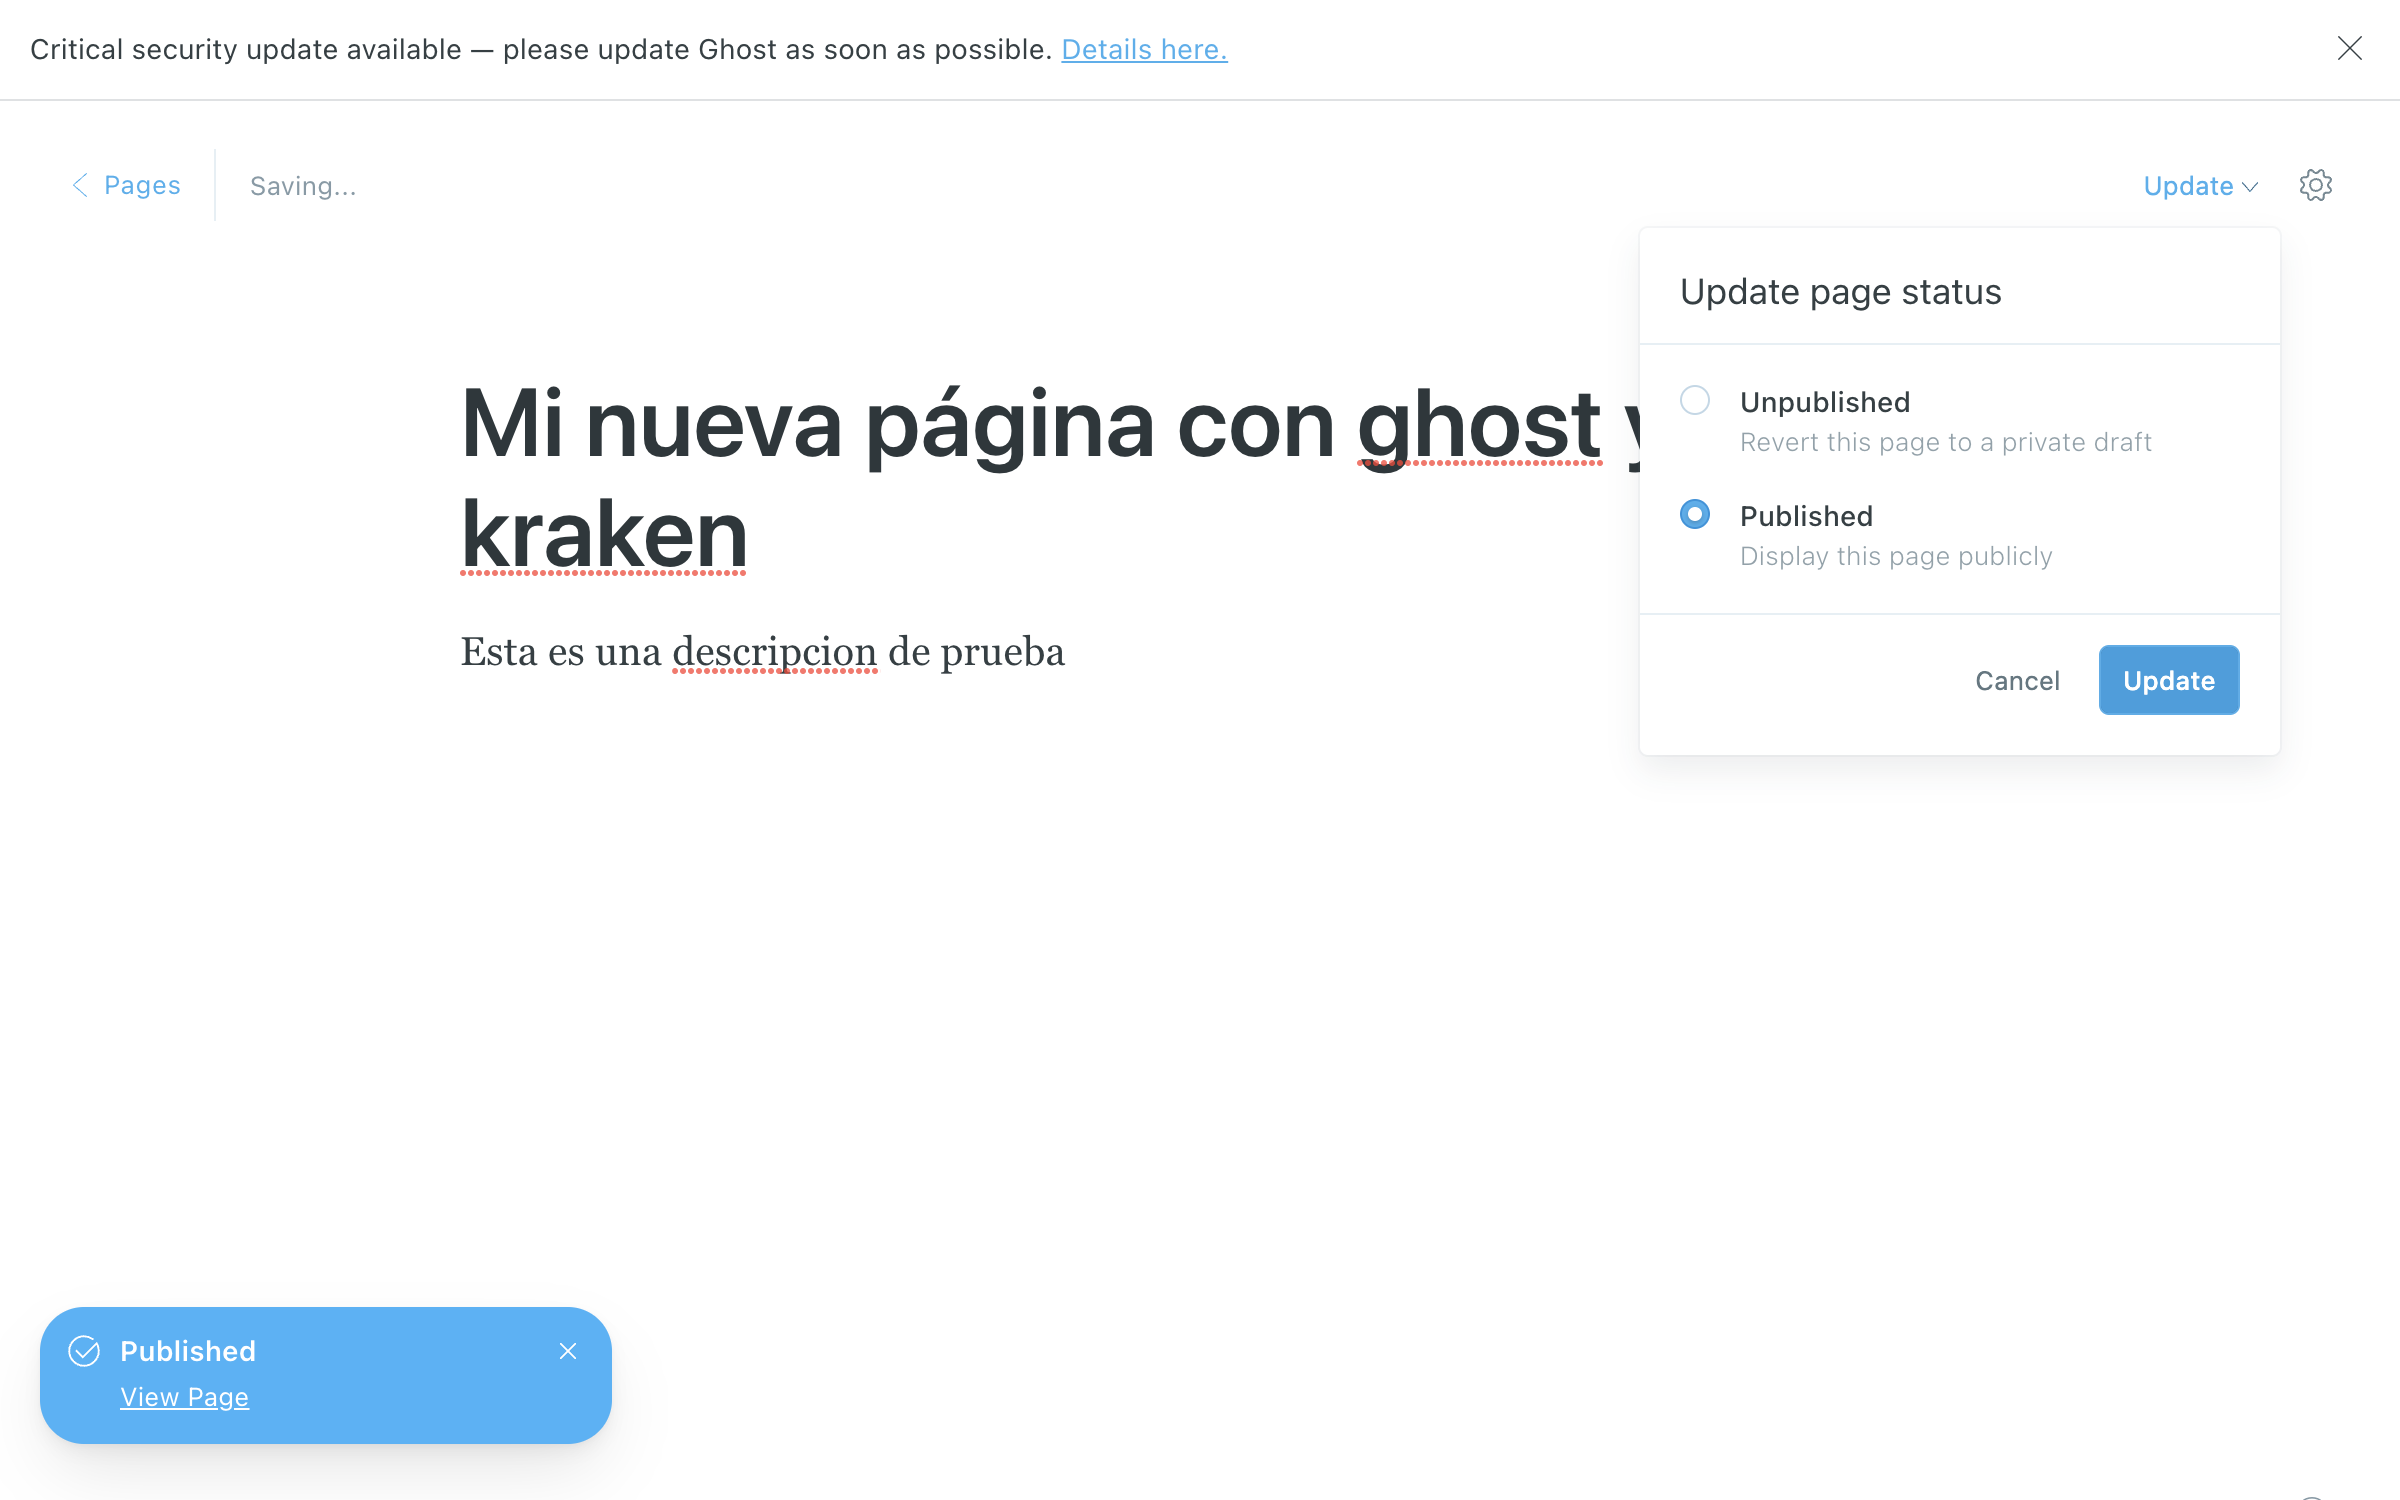 Critical security update available — please update Ghost as soon as possible. Details here.
Pages
Saving...
Update
Mi nueva página con ghost y
kraken
Esta es una descripcion de prueba
Update page status
Unpublished
Revert this page to a private draft
Published
Display this page publicly
Cancel
Update
Published
View Page